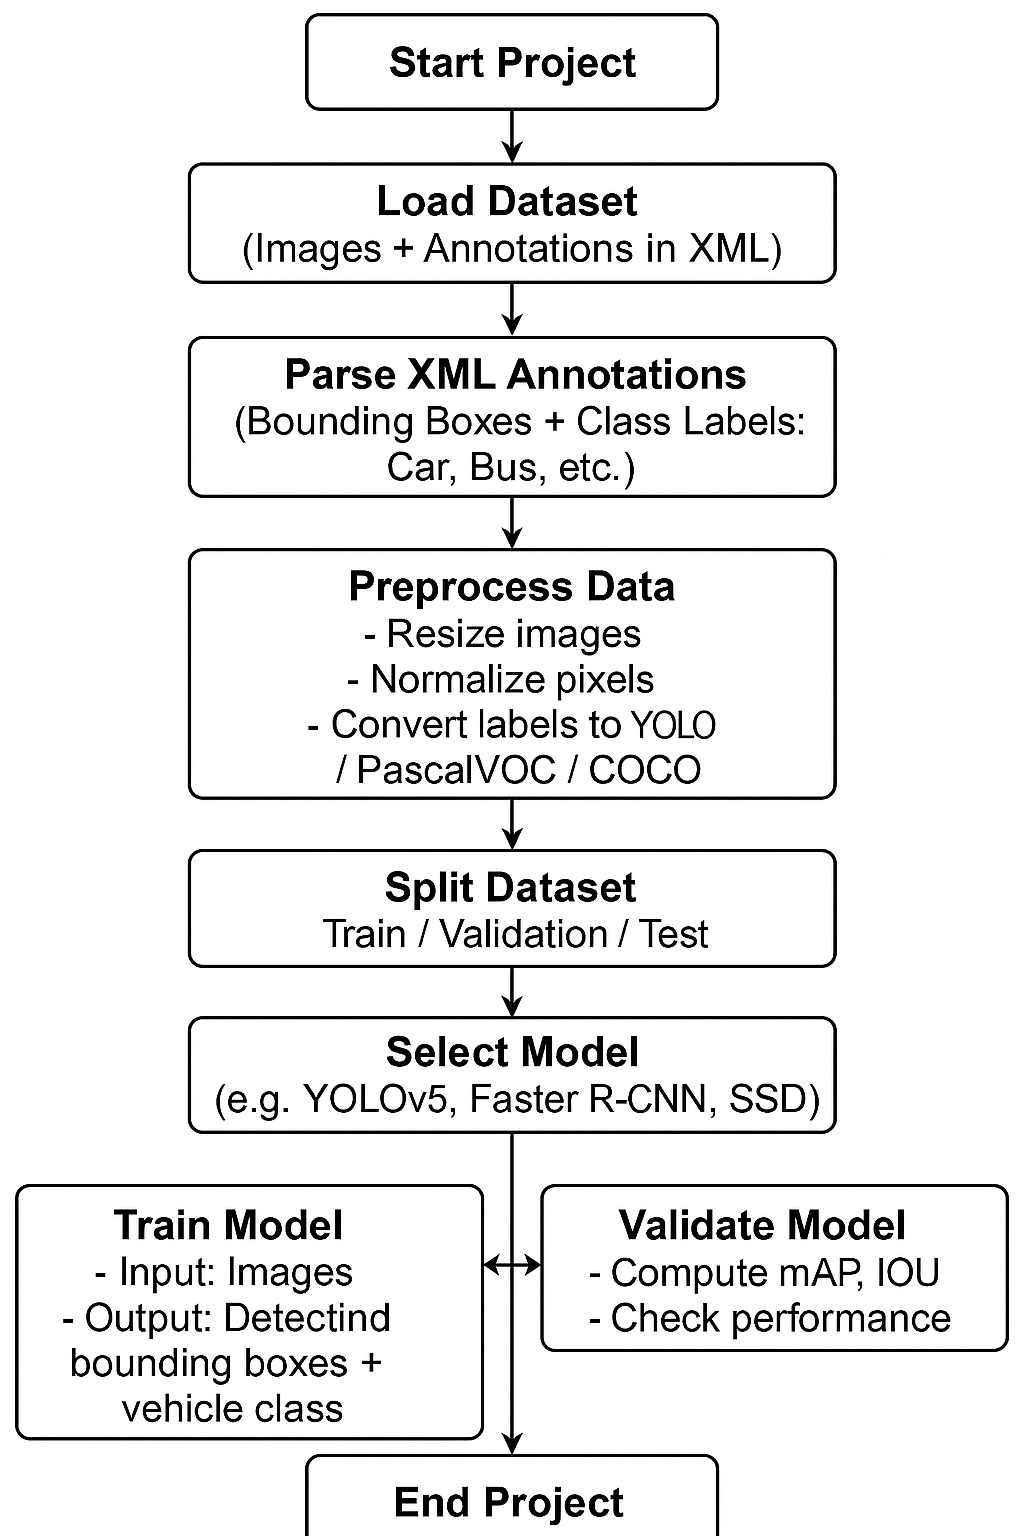 Start Project
Load Dataset
(Images + Annotations in XML)
Parse XML Annotations
(Bounding Boxes + Class Labels:
Car, Bus, etc.)
Preprocess Data
- Resize images
- Normalize pixels
- Convert labels to YOLO
/ PascalVOC / COCO
Split Dataset
Train / Validation / Test
Select Model
(e.g. YOLOv5, Faster R-CNN, SSD)
Train Model
- Input: Images
- Output: Detectind
bounding boxes +
vehicle class
Validate Model
- Compute mAP, IOU
- Check performance
End Project